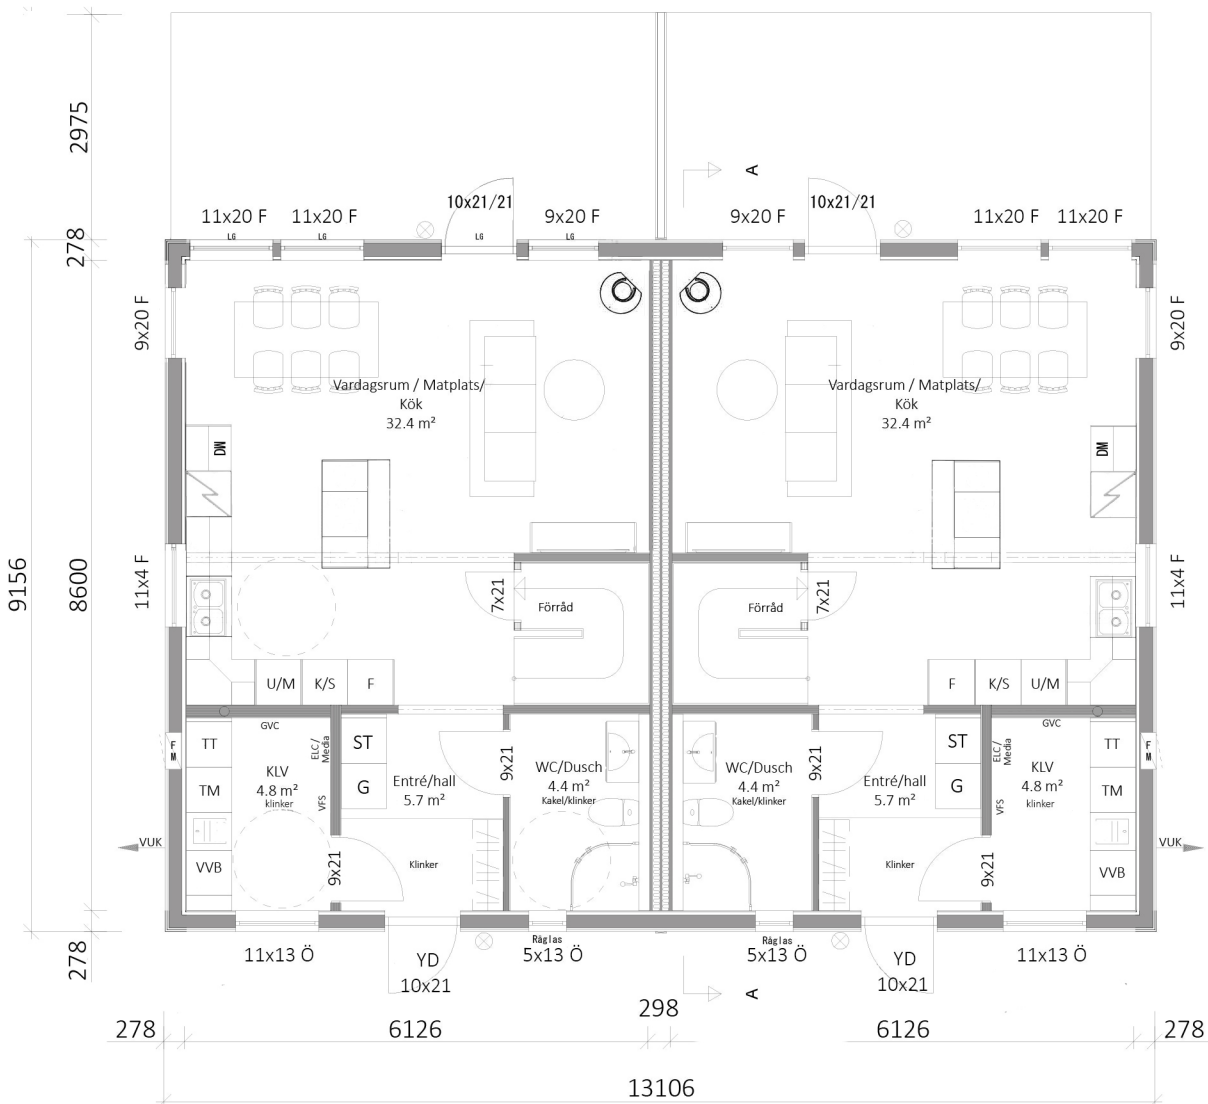 2975
A
10x21/21
10x21/21
11x20 F
11x20 F
9x20 F
9x20 F
11x20 F
11x20 F
LG
LG
LG
LG
278
9x20 F
9x20 F
Vardagsrum / Matplats/
Kök
32.4 m²
Vardagsrum / Matplats/
Kök
32.4 m²
DM
DM
9156
8600
11x4 F
11x4 F
7x21
Förråd
Förråd
7x21
U/M
K/S
F
F
K/S
U/M
GVC
GVC
F
M
TT
ELC /
Media
ST
9x21
WC/Dusch
4.4 m²
Kakel/klinker
WC/Dusch
4.4 m²
Kakel/klinker
9x21
ST
ELC /
Media
TT
F
M
KLV
4.8 m²
klinker
Entré/hall
5.7 m²
Entré/hall
5.7 m²
KLV
4.8 m²
klinker
TM
VFS
G
G
VFS
TM
VUK
VVB
9x21
Klinker
Klinker
9x21
VVB
VUK
278
11x13 Ö
YD
10x21
Råglas
5x13 Ö
Råglas
5x13 Ö
YD
10x21
11x13 Ö
A
298
278
6126
6126
278
13106